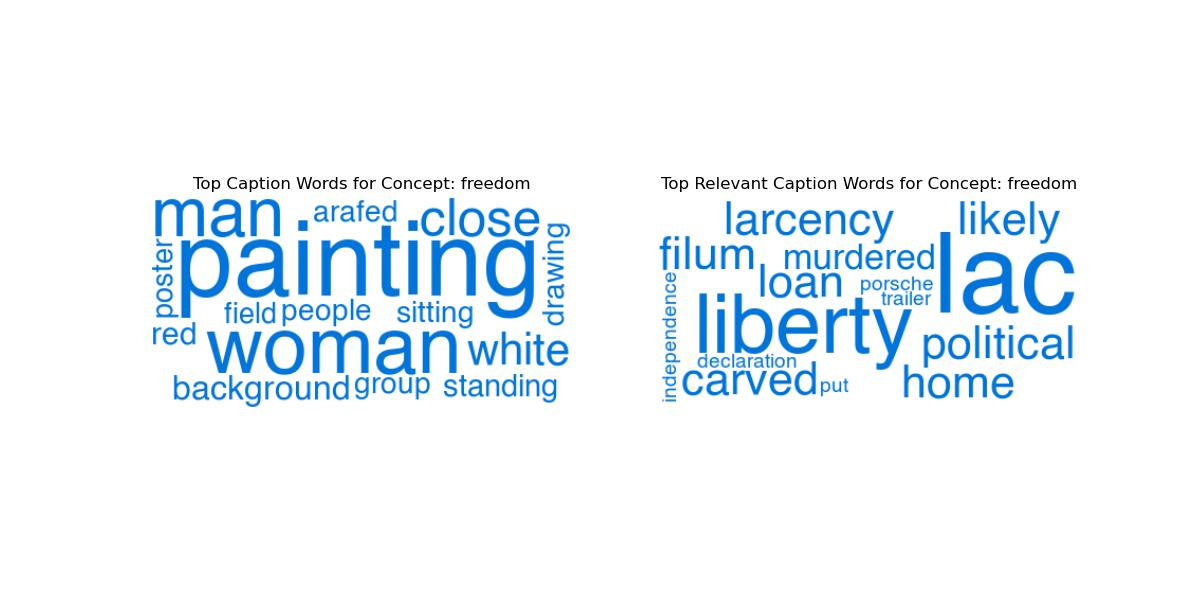 Top Caption Words for Concept: freedom
man arafed close
painting
poster
drawing
field people sitting
red
woman white
background group standing
Top Relevant Caption Words for Concept: freedom
larcency likely
filum murdered lac
loan porsche
trailer
independence
liberty
political
declaration
carved put home